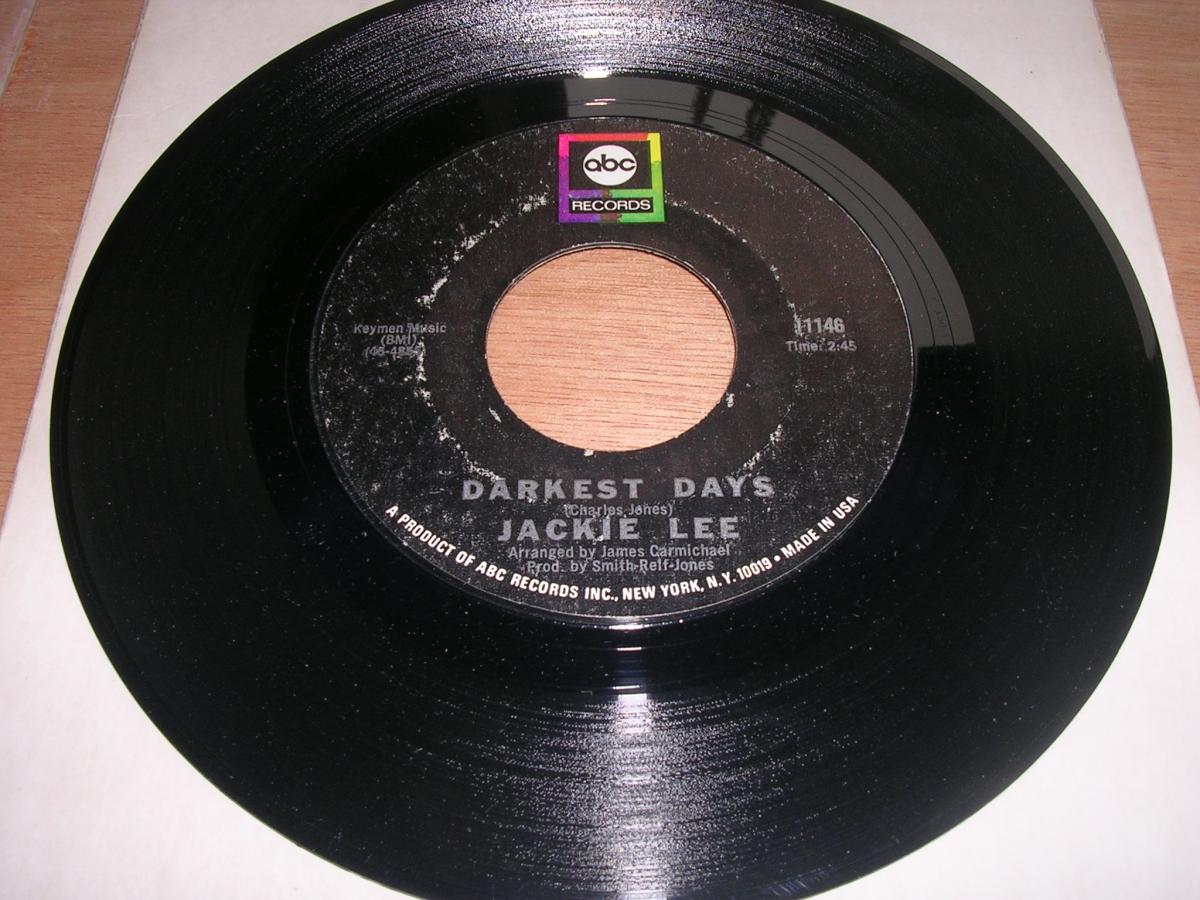 abc
RECORDS
Keymen Music
(BMI)
11146
Time: 2:45
DARKEST DAYS
(Charles Jones)
JACKIE LEE
Arranged by James Carmichael
Prod. by Smith-Relf-Jones
A PRODUCT OF ABC RECORDS INC., NEW YORK, N.Y. 10019 • MADE IN USA